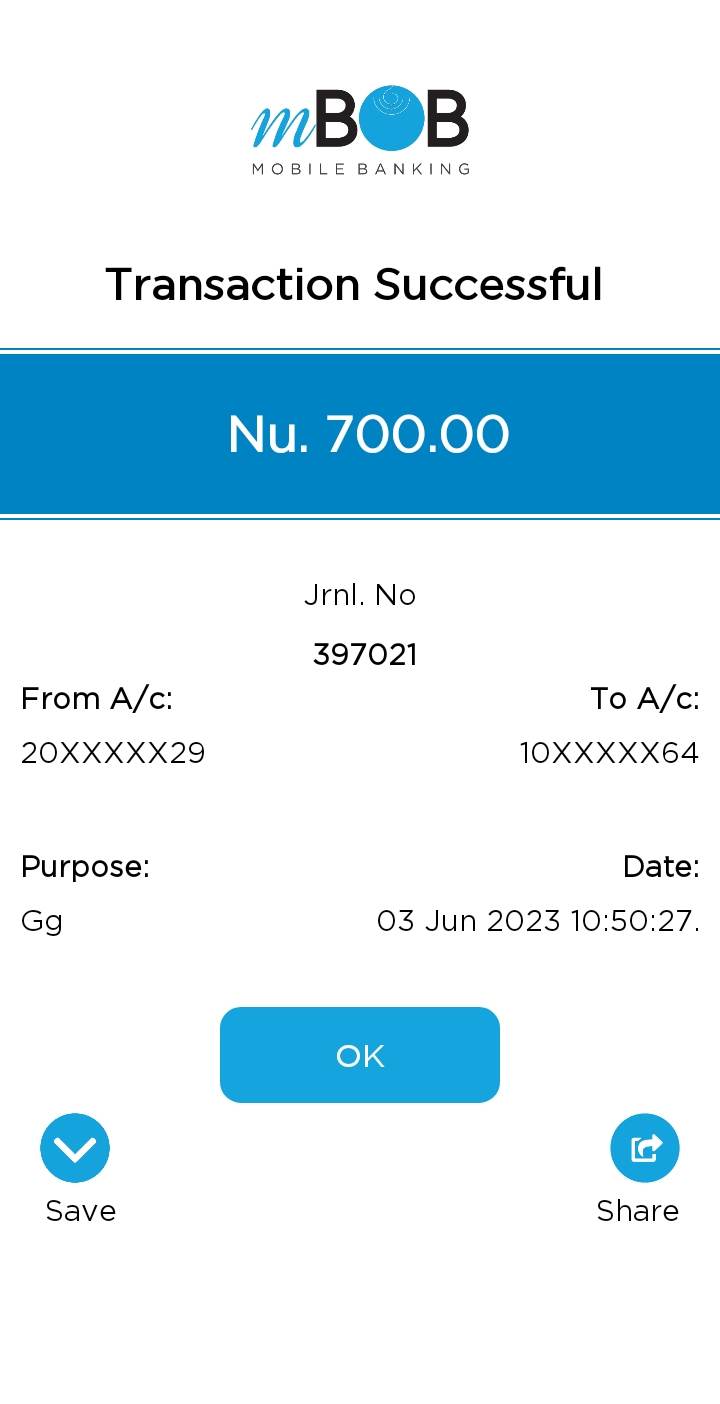 mBOB
MOBILE BANKING
Transaction Successful
Nu. 700.00
Jrnl. No
397021
From A/c:
To A/c:
20XXXXX29
10XXXXX64
Purpose:
Date:
Gg
03 Jun 2023 10:50:27.
OK
Save
Share